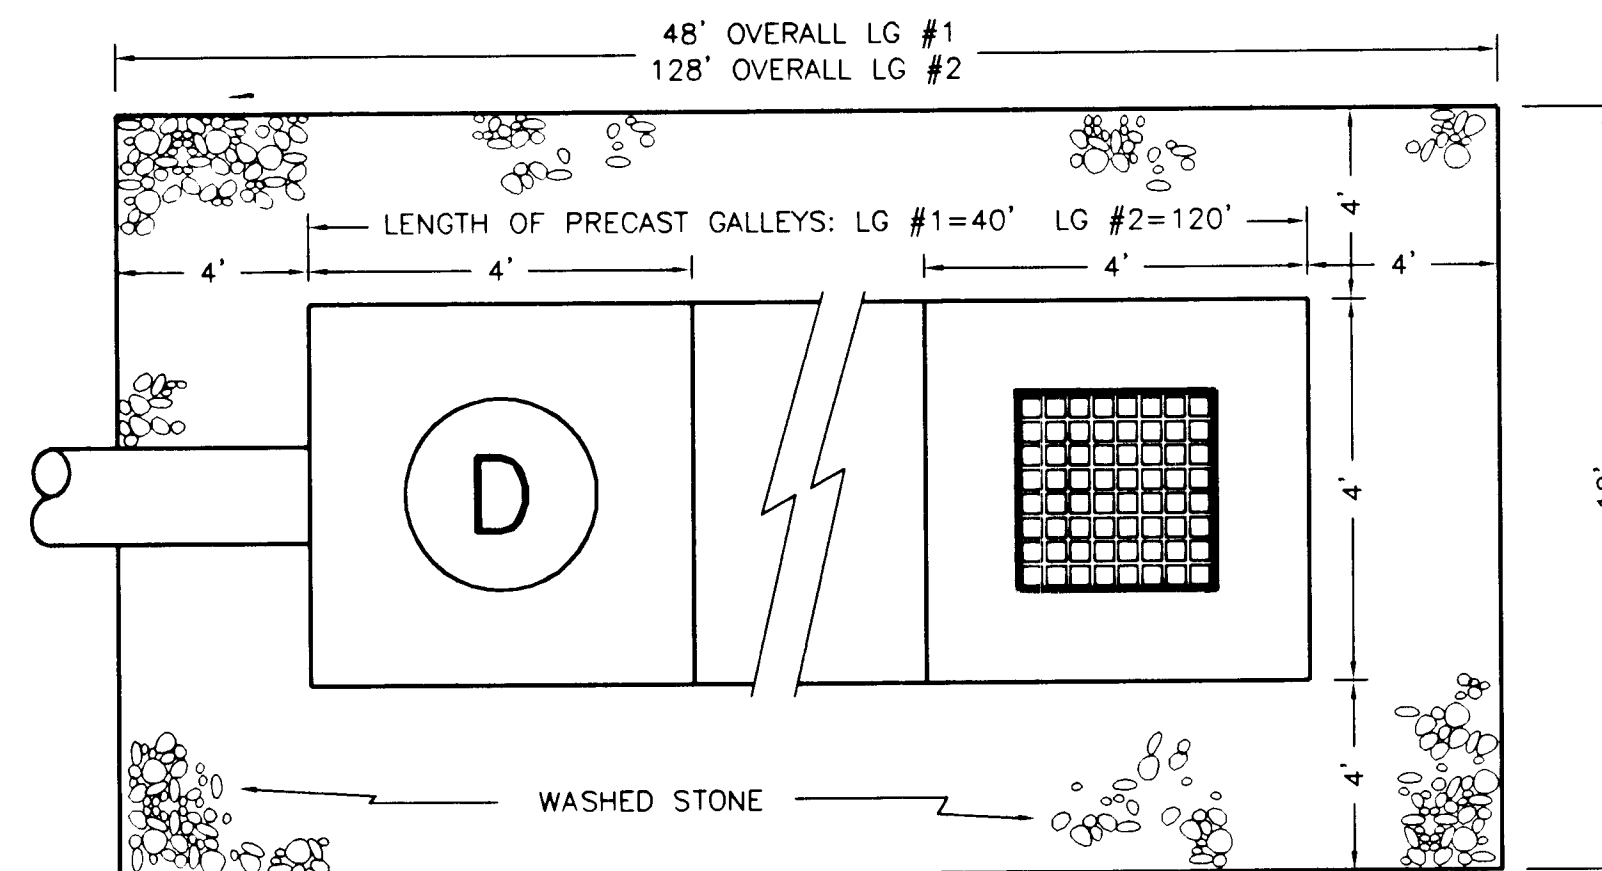 48' OVERALL LG #1
128' OVERALL LG #2
4'
LENGTH OF PRECAST GALLEYS: LG #1=40' LG #2=120'
4'
4'
4'
4'
D
4'
4'
WASHED STONE